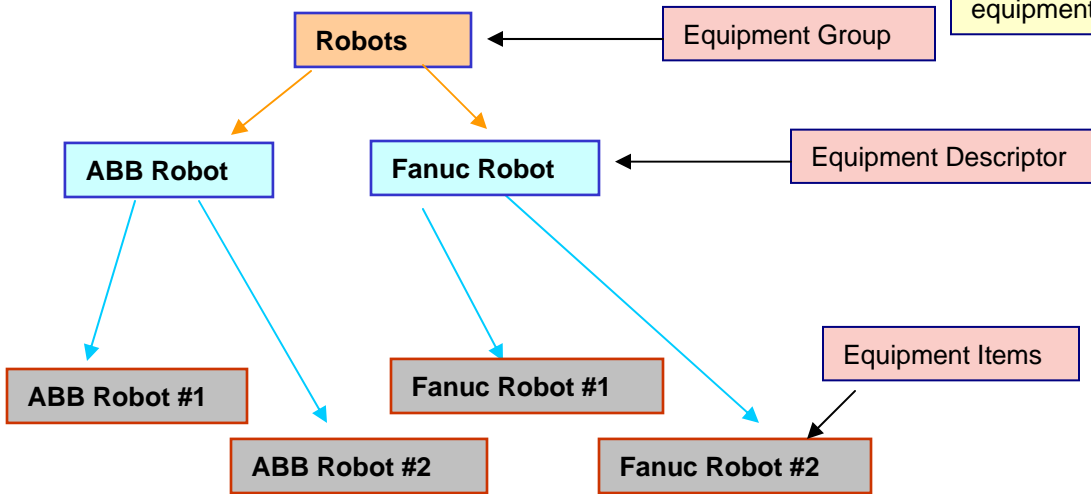 equipment
Robots
Equipment Group
ABB Robot
Fanuc Robot
Equipment Descriptor
Equipment Items
ABB Robot #1
Fanuc Robot #1
ABB Robot #2
Fanuc Robot #2